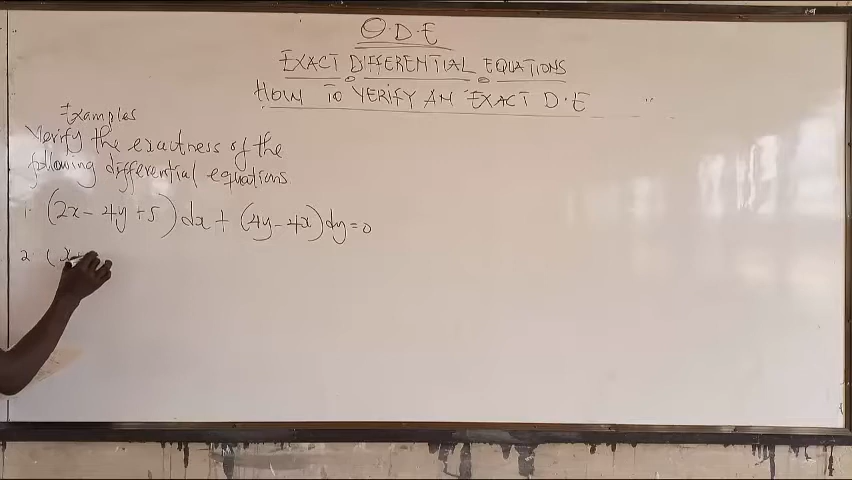 O.D.E
EXACT DIFFERENTIAL EQUATIONS
HOW TO VERIFY AN EXACT D.E
Examples
Verify the exactness of the
following differential equations
1. (2x - 4y + 5) dx + (4y - 4x) dy = 0
2. (x